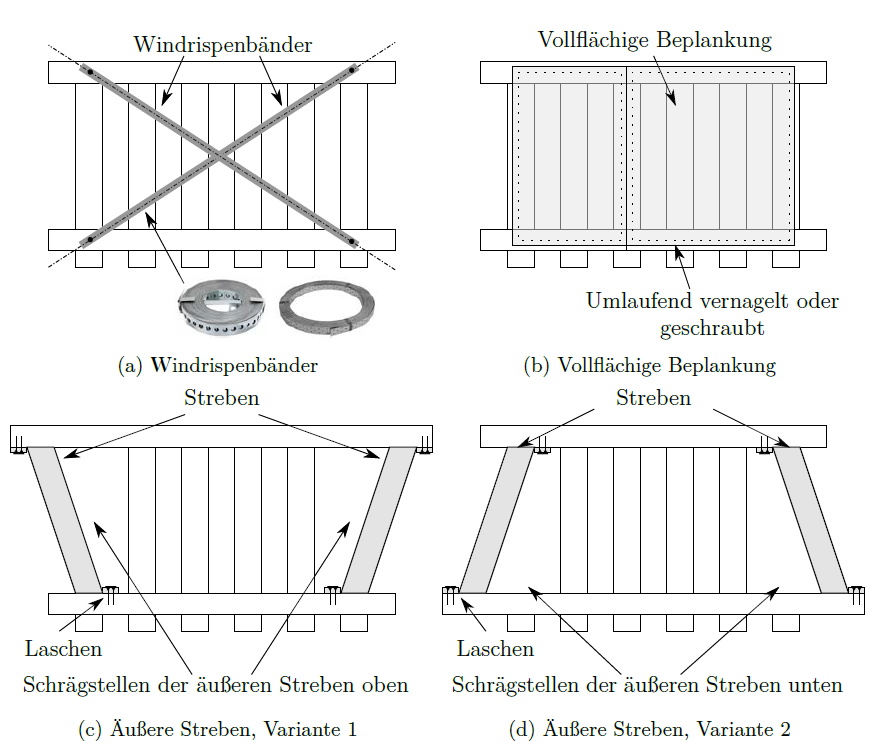 Windrispenbänder
Vollflächige Beplankung
Umlaufend vernagelt oder
geschraubt
(a) Windrispenbänder
(b) Vollflächige Beplankung
Streben
Streben
Laschen
Laschen
Schrägstellen der äußeren Streben oben
Schrägstellen der äußeren Streben unten
(c) Äußere Streben, Variante 1
(d) Äußere Streben, Variante 2